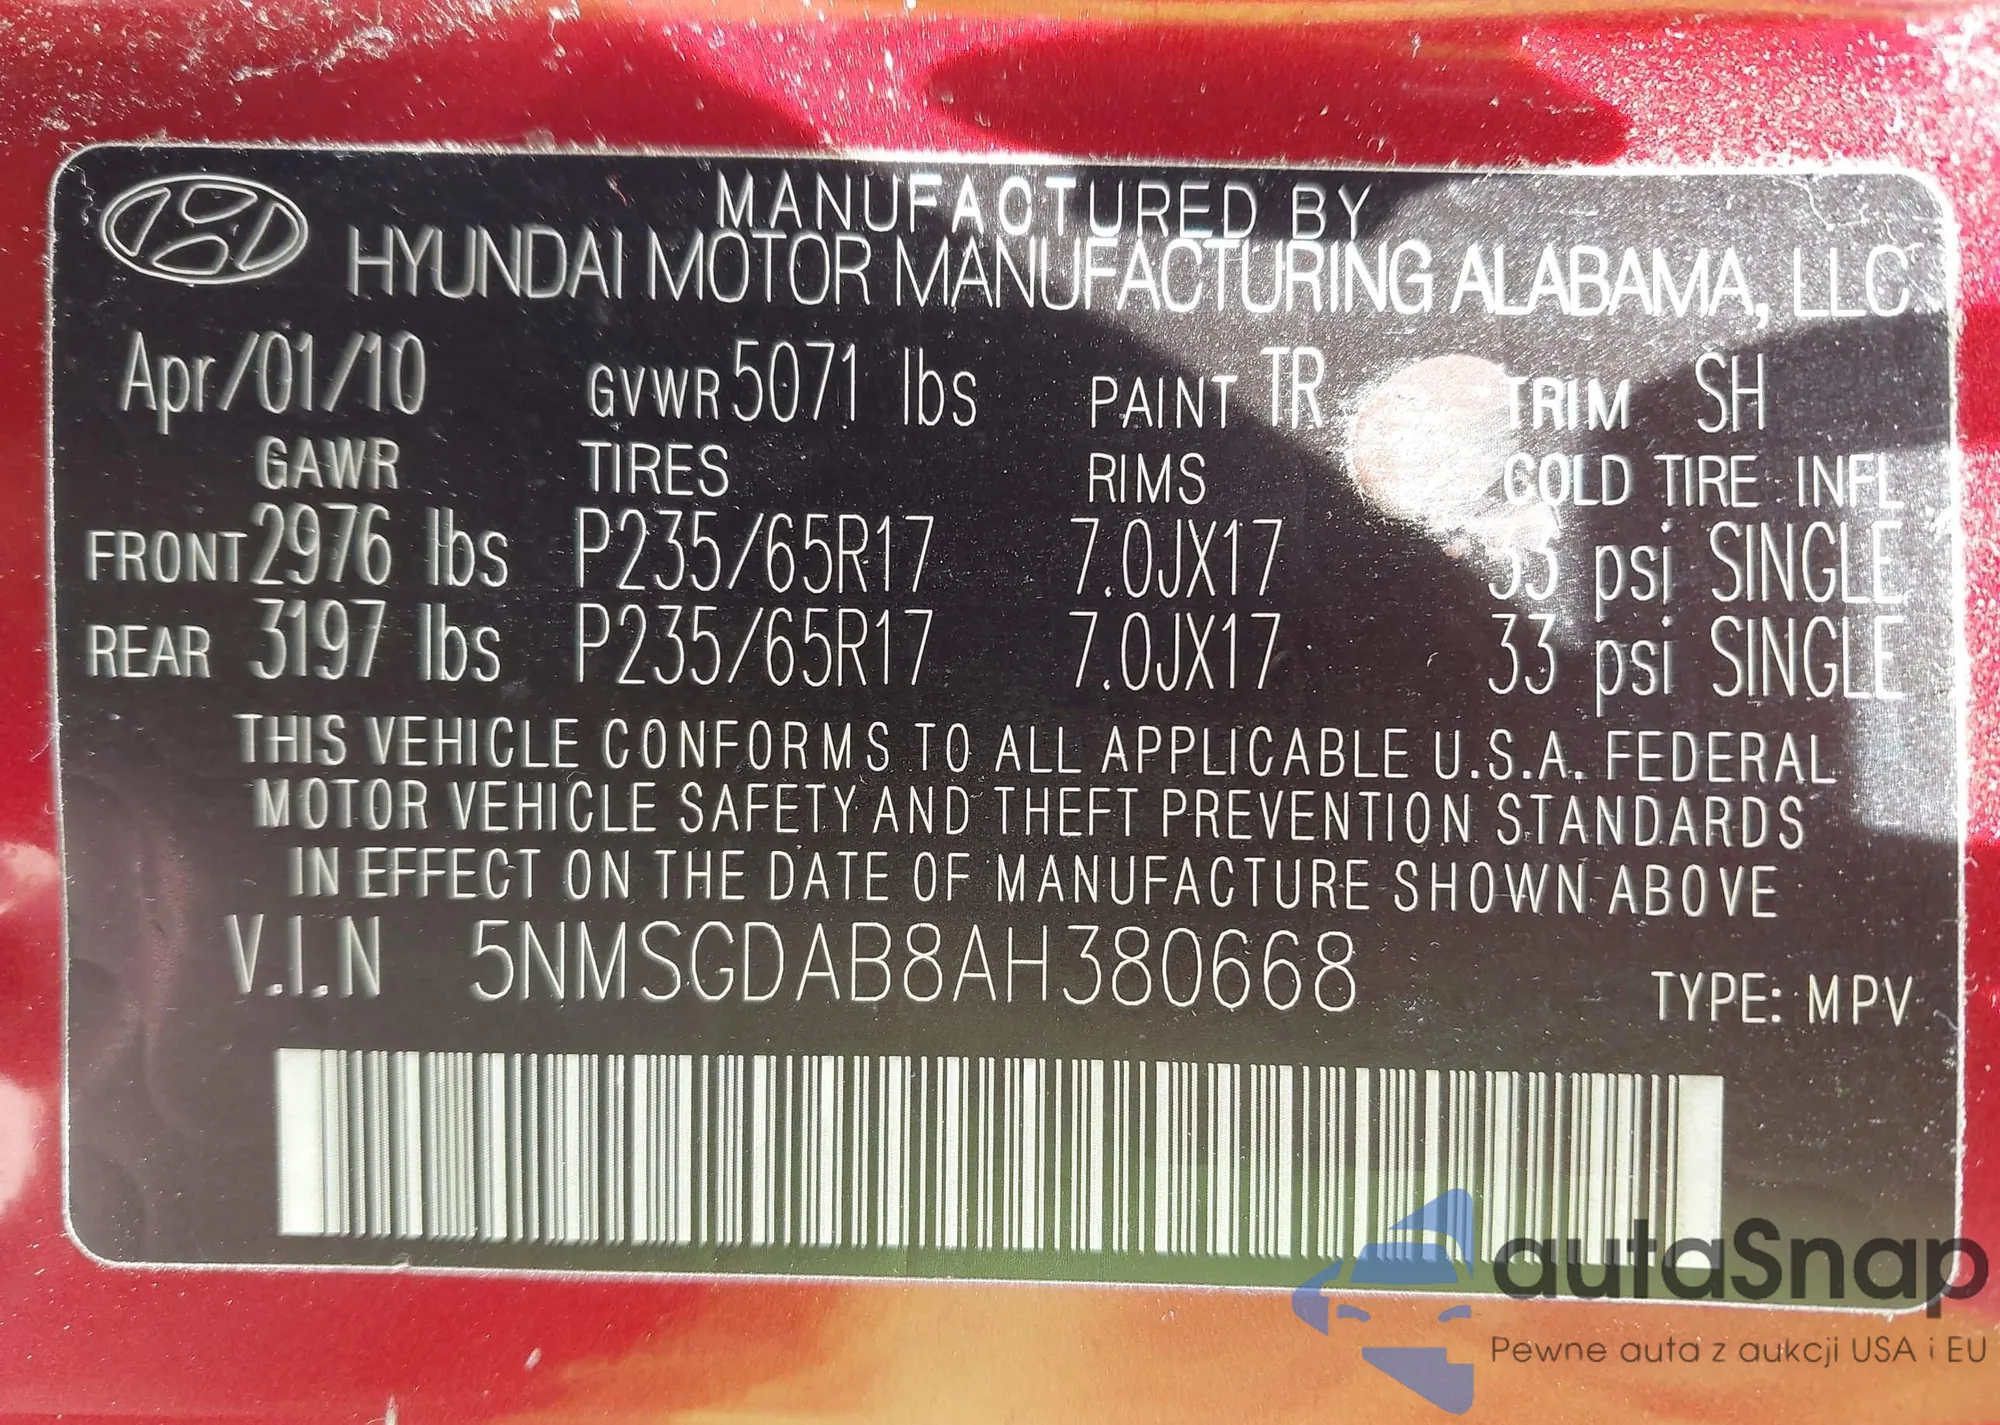 MANUFACTURED BY
HYUNDAI MOTOR MANUFACTURING ALABAMA, LLC
Apr/01/10 GVWR 5071 lbs PAINT TR TRIM SH
GAWR TIRES RIMS COLD TIRE INFL
FRONT 2976 lbs P235/65R17 7.0JX17 33 psi SINGLE
REAR 3197 lbs P235/65R17 7.0JX17 33 psi SINGLE
THIS VEHICLE CONFORMS TO ALL APPLICABLE U.S.A. FEDERAL
MOTOR VEHICLE SAFETY AND THEFT PREVENTION STANDARDS
IN EFFECT ON THE DATE OF MANUFACTURE SHOWN ABOVE
V.I.N 5NMSGDAB8AH380668 TYPE: MPV
autaSnap
Pewne auta z aukcji USA i EU